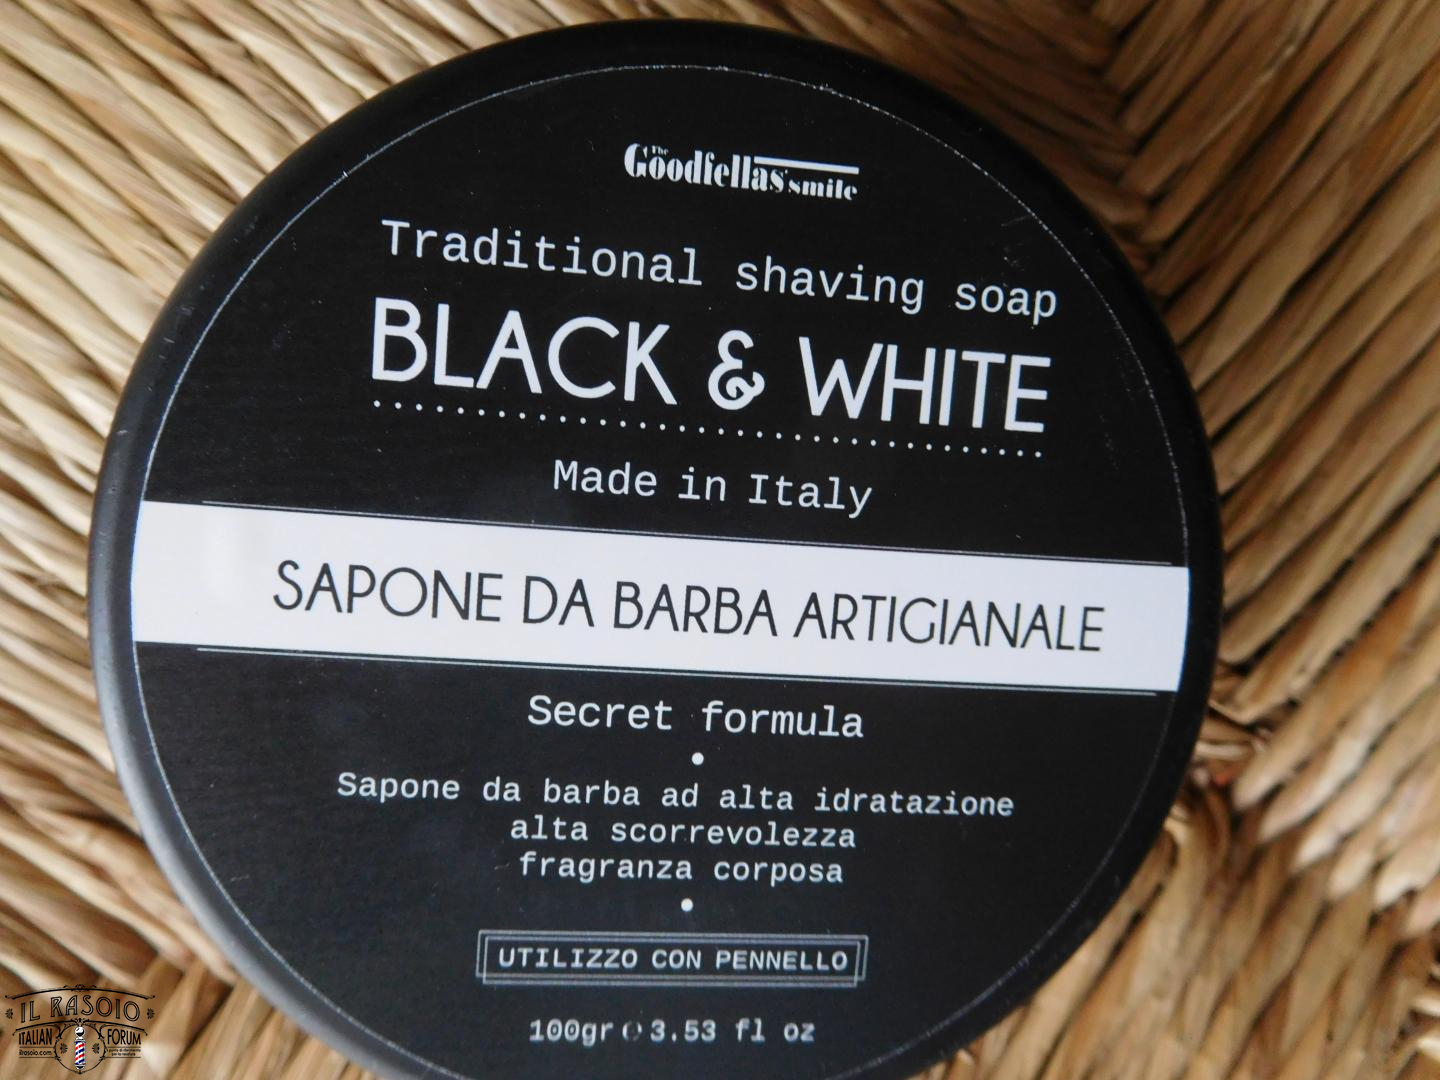 The Goodfellas' smile
Traditional shaving soap
BLACK & WHITE
Made in Italy
SAPONE DA BARBA ARTIGIANALE
Secret formula
Sapone da barba ad alta idratazione
alta scorrevolezza
fragranza corposa
UTILIZZO CON PENNELLO
100gr ℮ 3.53 fl oz
IL RASOIO
ITALIAN FORUM
ilrasoio.com